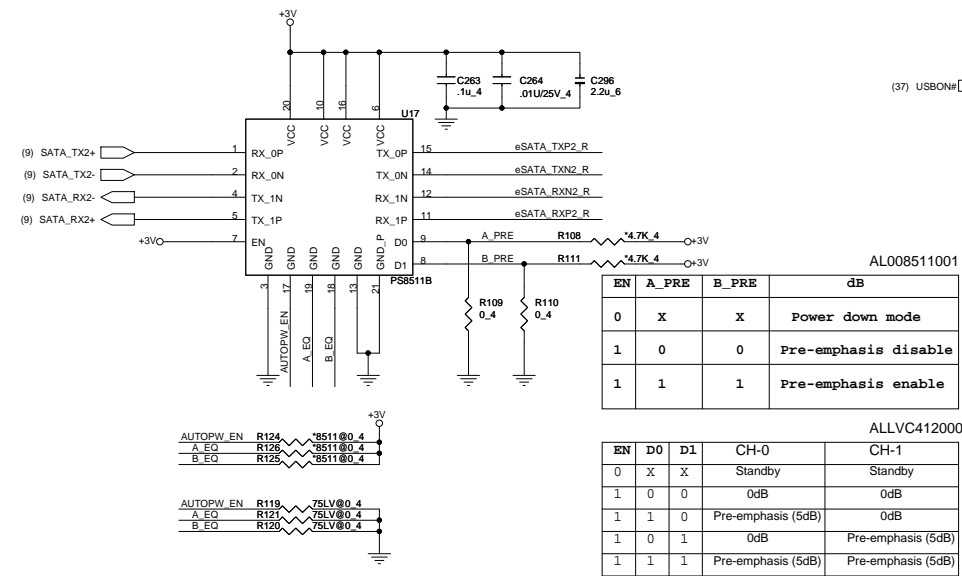 +3V
C263
.1u_4
C264
.01U/25V_4
C296
2.2u_6
(37) USBON#
U17
20
10
16
6
VCC
VCC
VCC
VCC
(9) SATA_TX2+
1
RX_0P
TX_0P
15
eSATA_TXP2_R
(9) SATA_TX2-
2
RX_0N
TX_0N
14
eSATA_TXN2_R
(9) SATA_RX2-
4
TX_1N
RX_1N
12
eSATA_RXN2_R
(9) SATA_RX2+
5
TX_1P
RX_1P
11
eSATA_RXP2_R
+3V
7
EN
D0
9
A_PRE
R108
*4.7K_4
+3V
D1
8
B_PRE
R111
*4.7K_4
+3V
GND
GND
GND
GND
GND
GND_P
PS8511B
3
17
19
18
13
21
AUTOPW_EN
A_EQ
B_EQ
R109
0_4
R110
0_4
AL008511001
EN A_PRE B_PRE dB
0 X X Power down mode
1 0 0 Pre-emphasis disable
1 1 1 Pre-emphasis enable
+3V
AUTOPW_EN R124 *8511@0_4
A_EQ R126 *8511@0_4
B_EQ R125 *8511@0_4
AUTOPW_EN R119 75LV@0_4
A_EQ R121 75LV@0_4
B_EQ R120 75LV@0_4
ALLVC412000
EN D0 D1 CH-0 CH-1
0 X X Standby Standby
1 0 0 0dB 0dB
1 1 0 Pre-emphasis (5dB) 0dB
1 0 1 0dB Pre-emphasis (5dB)
1 1 1 Pre-emphasis (5dB) Pre-emphasis (5dB)